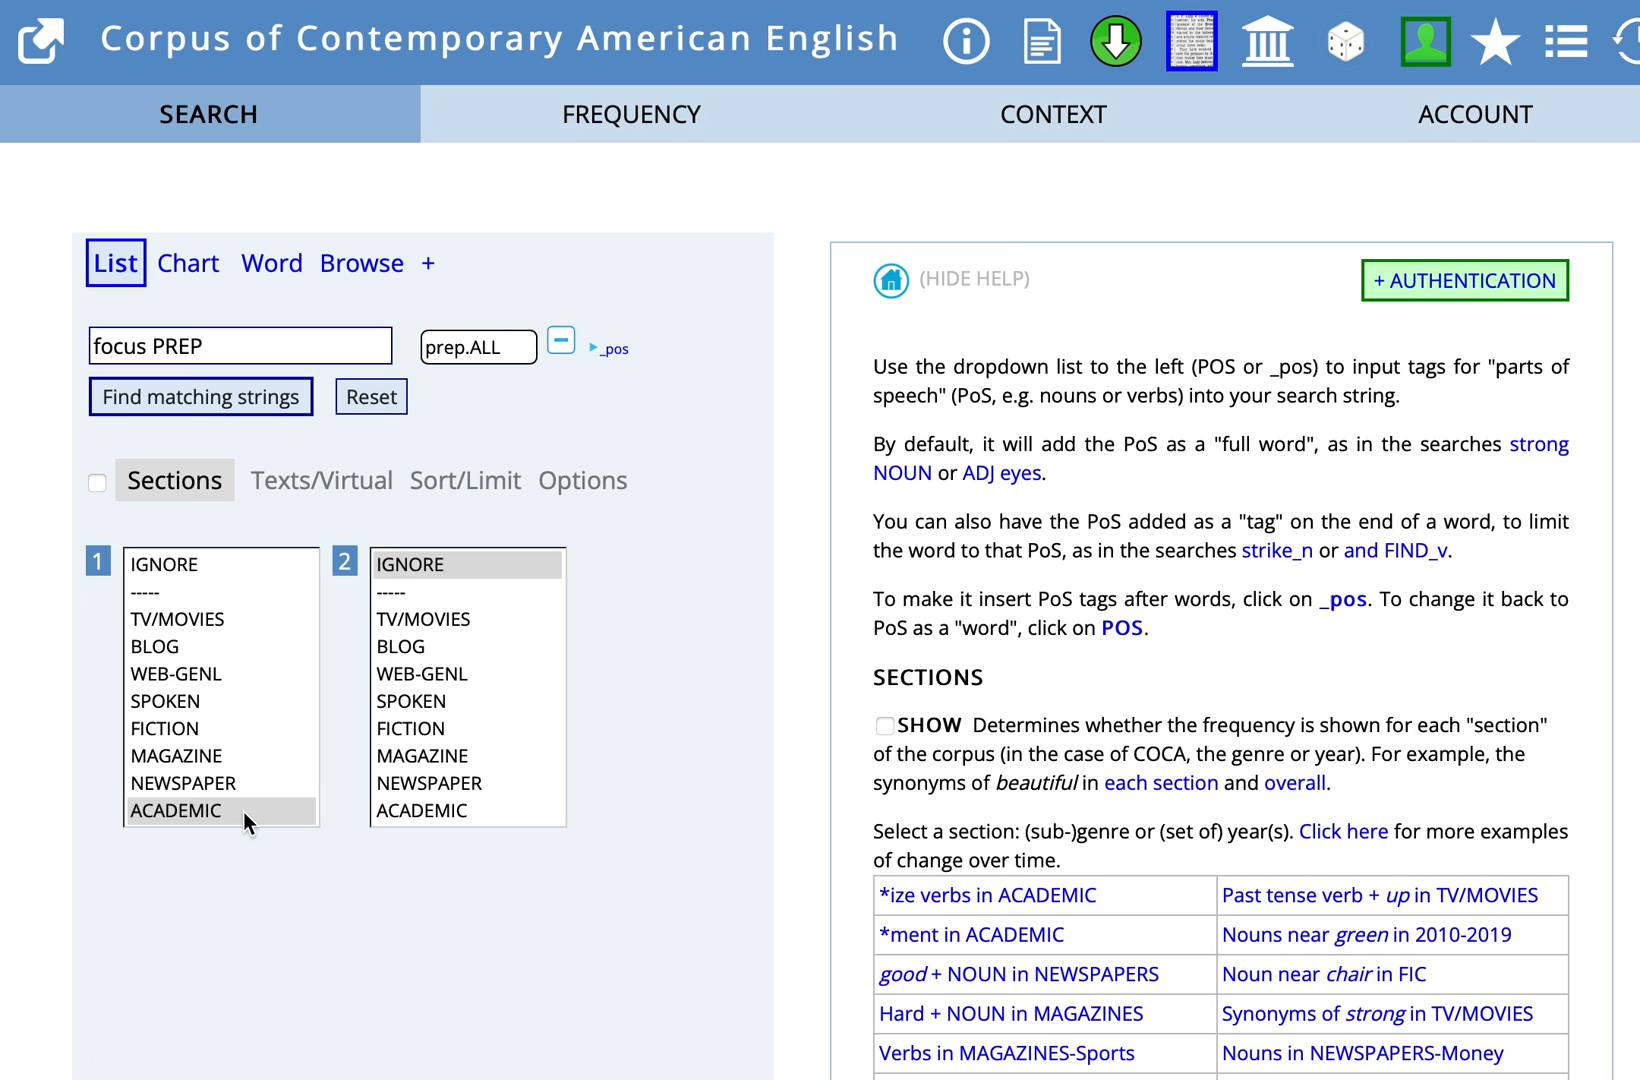 Corpus of Contemporary American English
SEARCH
FREQUENCY
CONTEXT
ACCOUNT
List Chart Word Browse +
focus PREP
prep.ALL
_pos
Find matching strings
Reset
Sections Texts/Virtual Sort/Limit Options
1
IGNORE
-----
TV/MOVIES
BLOG
WEB-GENL
SPOKEN
FICTION
MAGAZINE
NEWSPAPER
ACADEMIC
2
IGNORE
-----
TV/MOVIES
BLOG
WEB-GENL
SPOKEN
FICTION
MAGAZINE
NEWSPAPER
ACADEMIC
(HIDE HELP)
+ AUTHENTICATION
Use the dropdown list to the left (POS or _pos) to input tags for "parts of
speech" (PoS, e.g. nouns or verbs) into your search string.
By default, it will add the PoS as a "full word", as in the searches strong
NOUN or ADJ eyes.
You can also have the PoS added as a "tag" on the end of a word, to limit
the word to that PoS, as in the searches strike_n or and FIND_v.
To make it insert PoS tags after words, click on _pos. To change it back to
PoS as a "word", click on POS.
SECTIONS
SHOW Determines whether the frequency is shown for each "section"
of the corpus (in the case of COCA, the genre or year). For example, the
synonyms of beautiful in each section and overall.
Select a section: (sub-)genre or (set of) year(s). Click here for more examples
of change over time.
*ize verbs in ACADEMIC
Past tense verb + up in TV/MOVIES
*ment in ACADEMIC
Nouns near green in 2010-2019
good + NOUN in NEWSPAPERS
Noun near chair in FIC
Hard + NOUN in MAGAZINES
Synonyms of strong in TV/MOVIES
Verbs in MAGAZINES-Sports
Nouns in NEWSPAPERS-Money